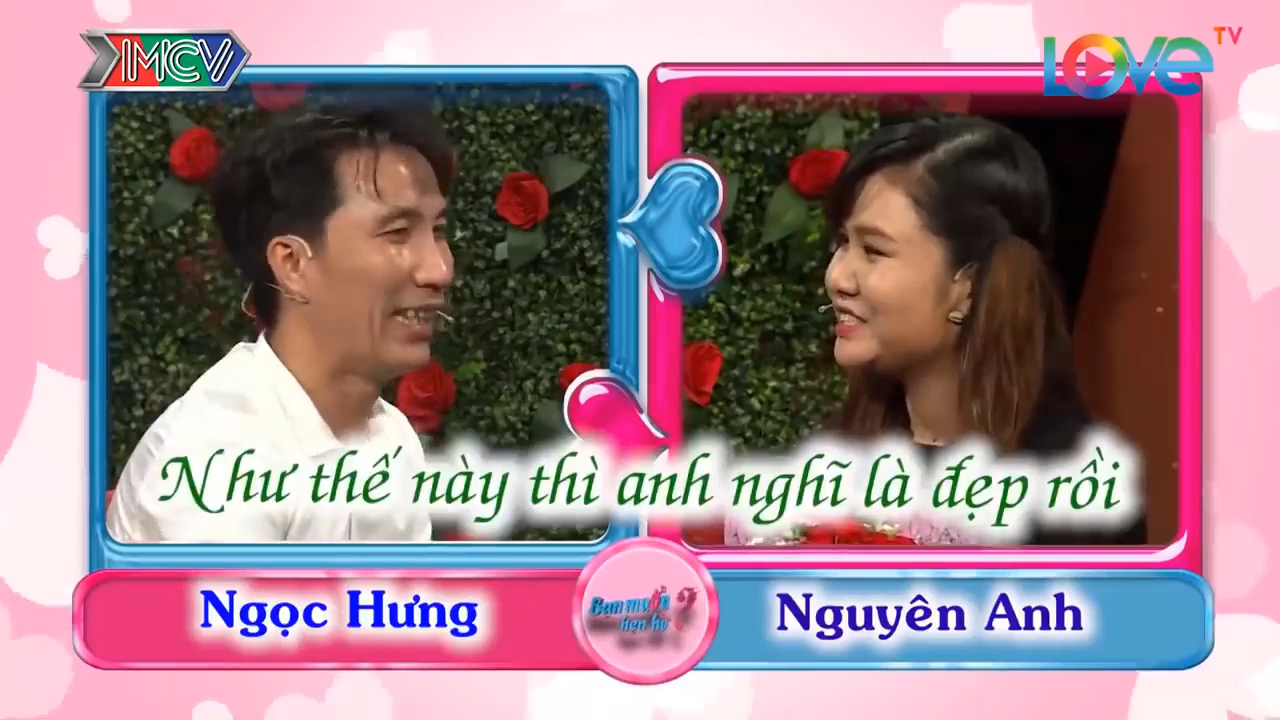 MCV
LOVE TV
Như thế này thì anh nghĩ là đẹp rồi
Ngọc Hưng
Bạn muốn
hẹn hò ?
Nguyên Anh